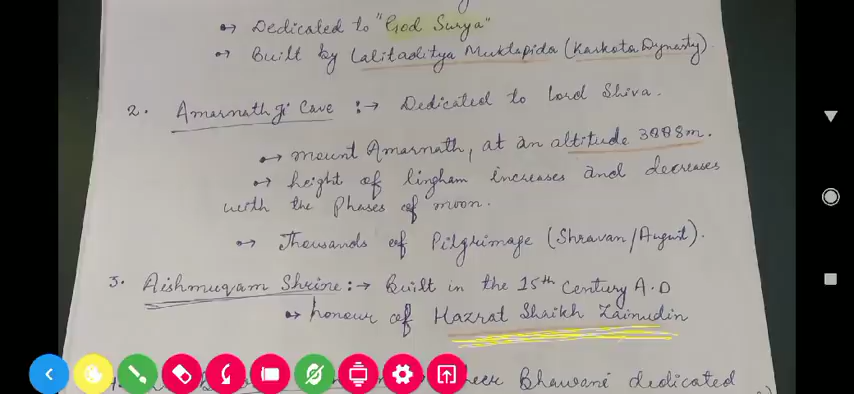 ↦ Dedicated to "God Surya"
↦ Built by Lalitaditya Muktapida (Karkota Dynasty).
2. Amarnath Ji Cave :→ Dedicated to Lord Shiva.
↦ Mount Amarnath, at an altitude 3888m.
↦ height of lingham increases and decreases
with the Phases of moon.
↦ Thousands of Pilgrimage (Shravan/August).
3. Aishmuqam Shrine :→ Built in the 15th Century A.D
↦ honour of Hazrat Shaikh Zainudin
Bhawani dedicated